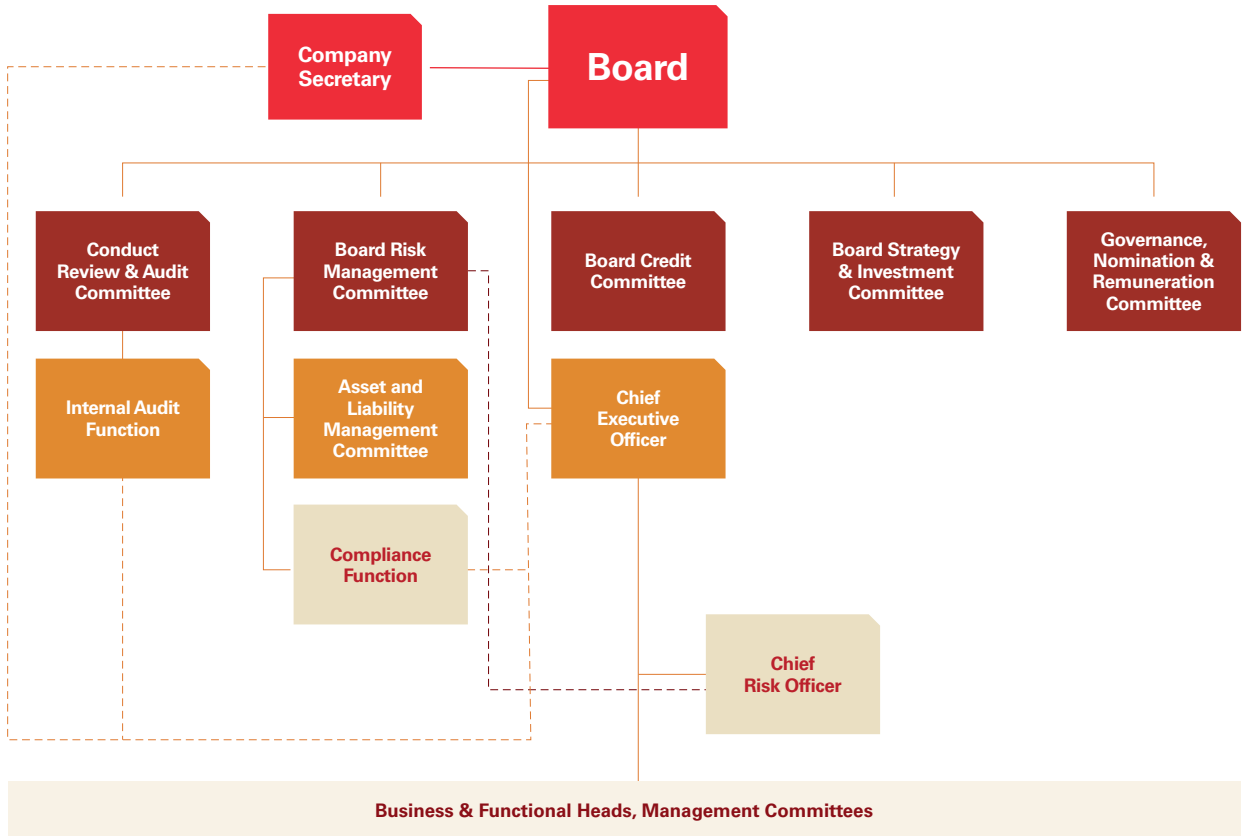 Company
Secretary
Board
Conduct
Review & Audit
Committee
Board Risk
Management
Committee
Board Credit
Committee
Board Strategy
& Investment
Committee
Governance,
Nomination &
Remuneration
Committee
Internal Audit
Function
Asset and
Liability
Management
Committee
Chief
Executive
Officer
Compliance
Function
Chief
Risk Officer
Business & Functional Heads, Management Committees